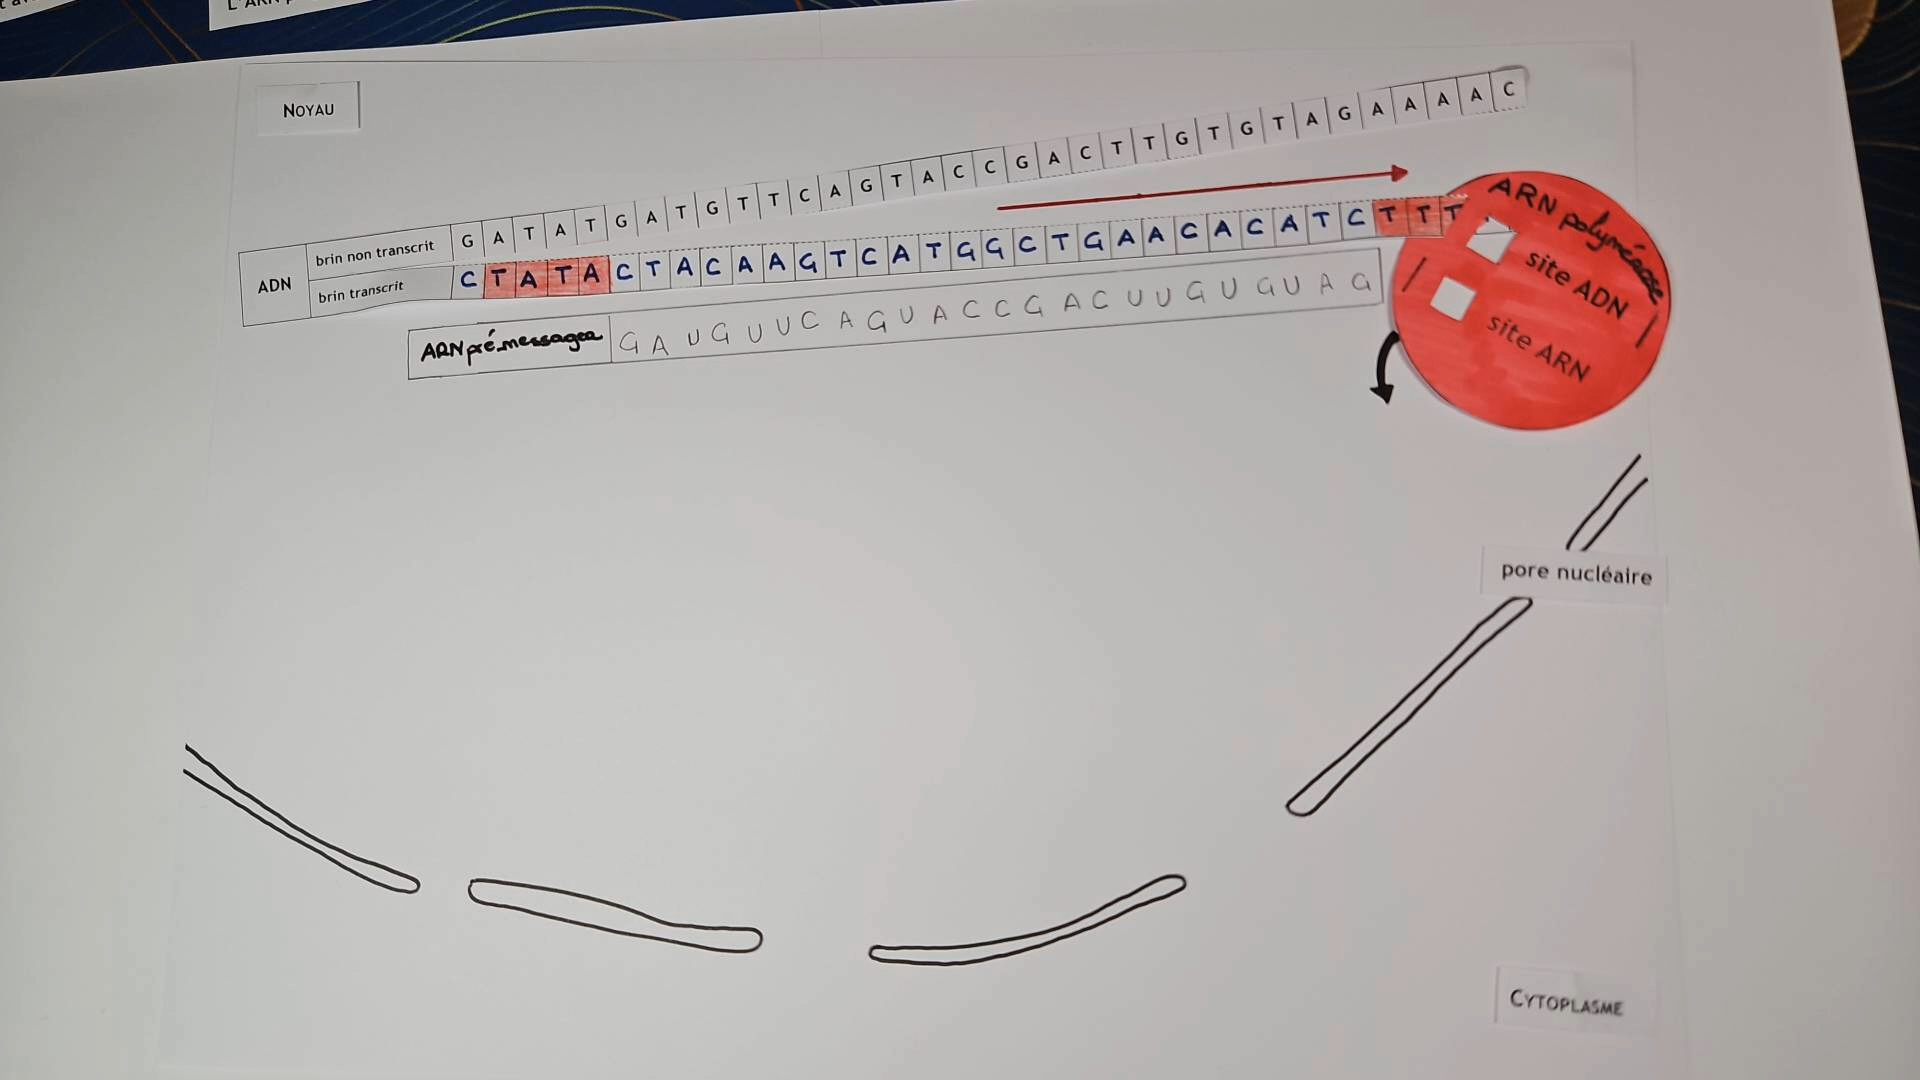 L'ARN
NOYAU
ADN
brin non transcrit
G A T A T G A T G T T C A G T A C C G A C T T G T G T A G A A A A C
brin transcrit
C T A T A C T A C A A G T C A T G G C T G A A C A C A T C T T T
ARN pré-messager
G A U G U U C A G U A C C G A C U U G U G U A G
ARN polymérase
site ADN
site ARN
pore nucléaire
CYTOPLASME